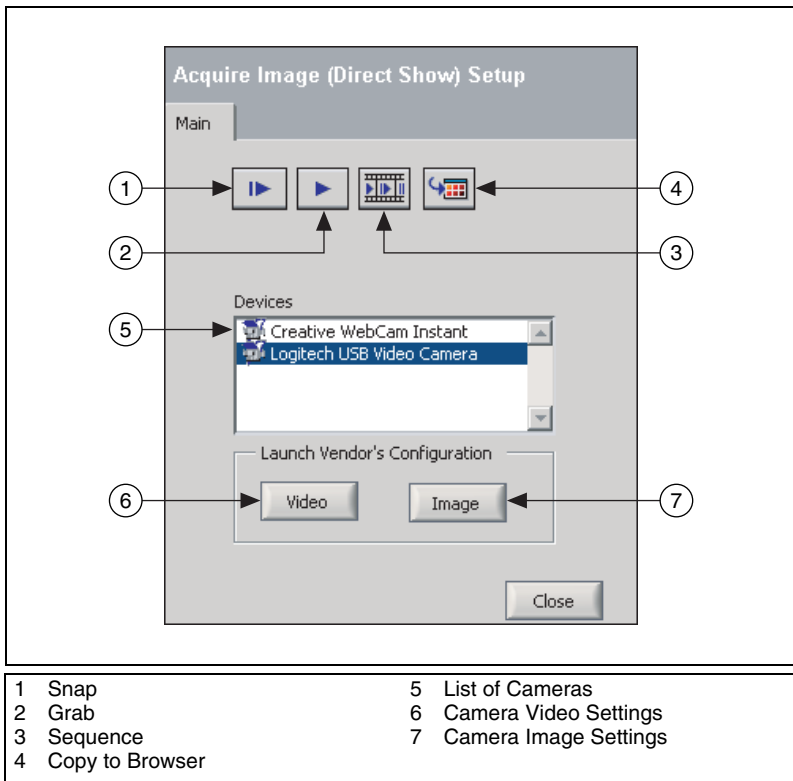 Acquire Image (Direct Show) Setup
Main
1
2
3
4
Devices
5
Creative WebCam Instant
Logitech USB Video Camera
Launch Vendor's Configuration
6
Video
Image
7
Close
1 Snap
2 Grab
3 Sequence
4 Copy to Browser
5 List of Cameras
6 Camera Video Settings
7 Camera Image Settings